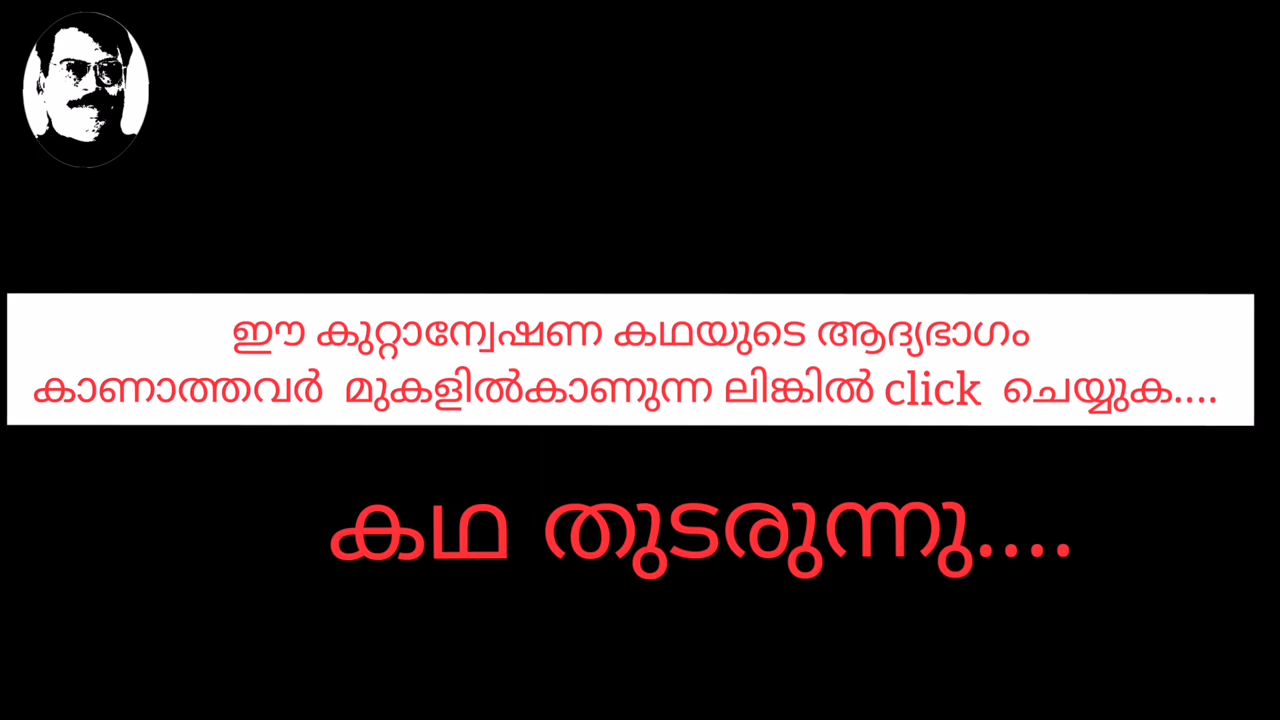 ഈ കുറ്റാന്വേഷണ കഥയുടെ ആദ്യഭാഗം
കാണാത്തവർ മുകളിൽകാണുന്ന ലിങ്കിൽ click ചെയ്യുക....
കഥ തുടരുന്നു....